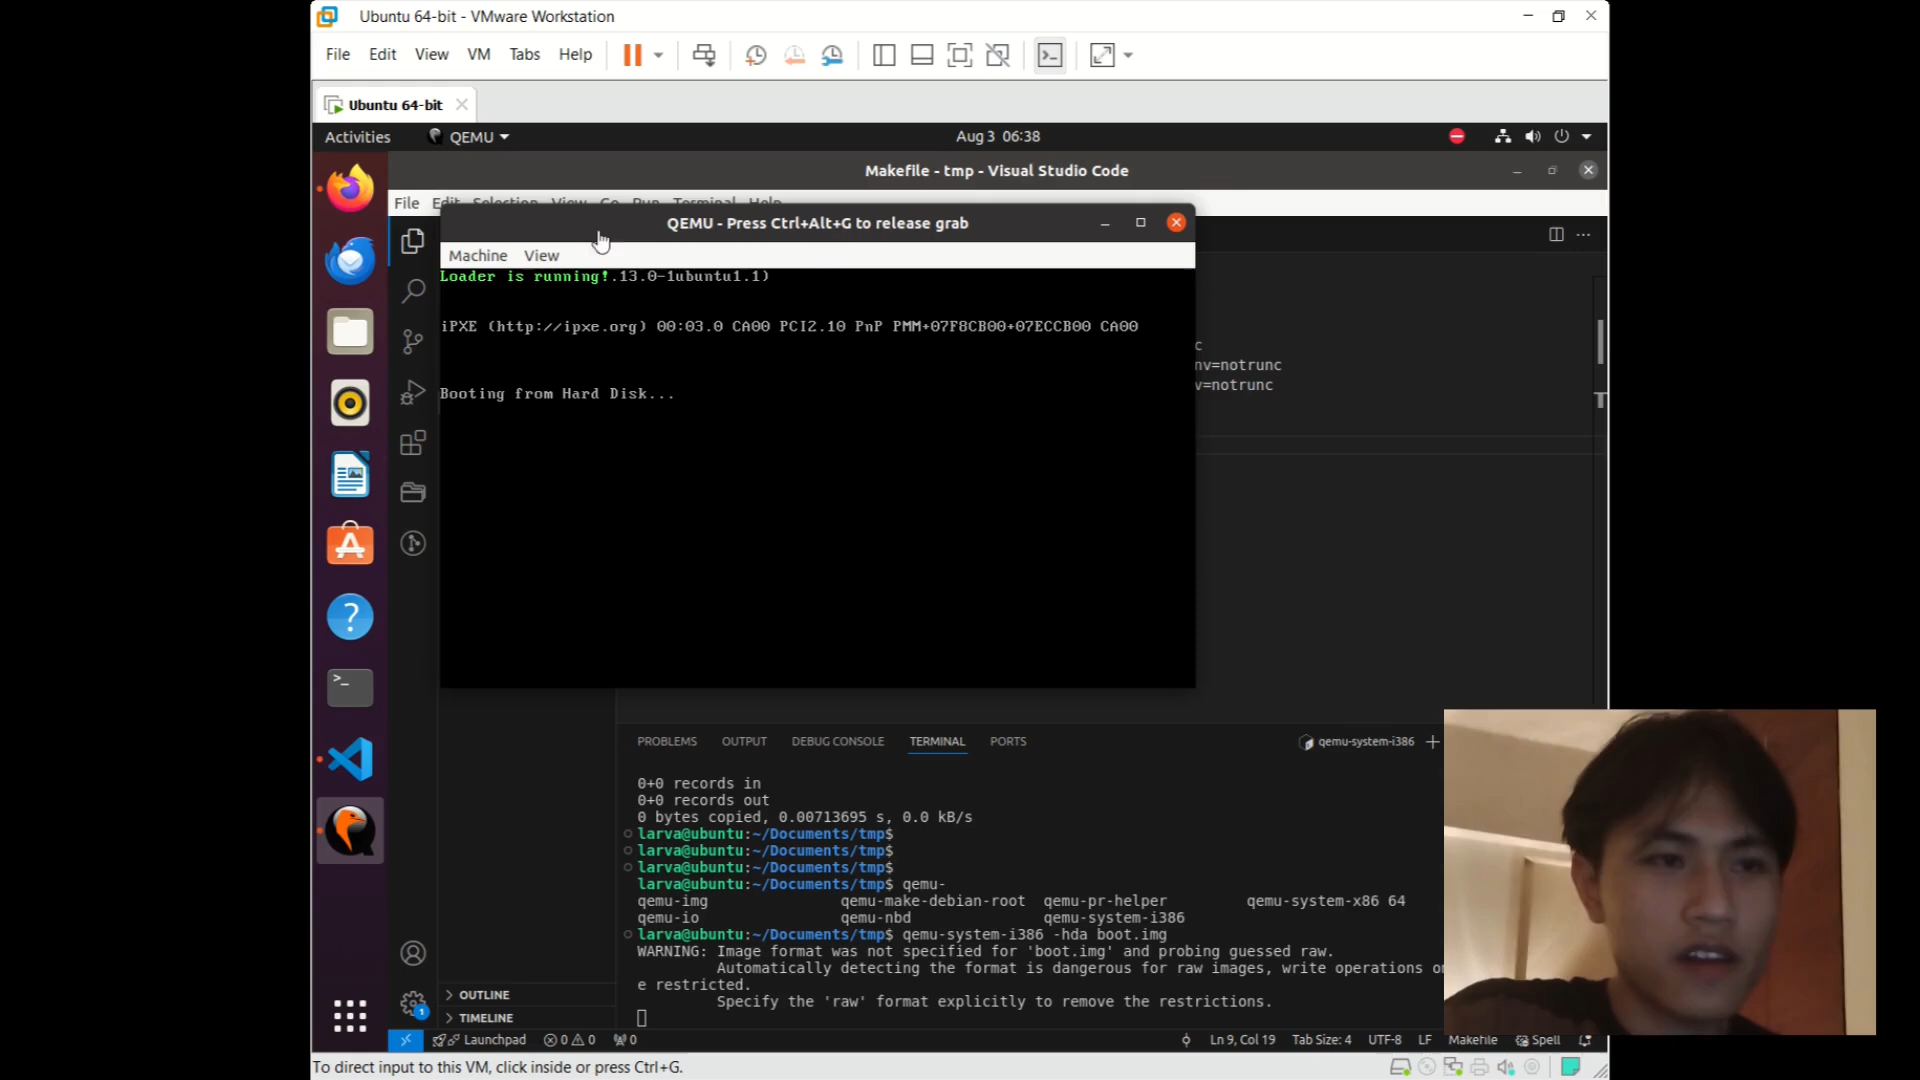 Ubuntu 64-bit - VMware Workstation
File Edit View VM Tabs Help
Ubuntu 64-bit
Activities QEMU Aug 3 06:38
Makefile - tmp - Visual Studio Code
File Edit Selection View Go Run Terminal Help
QEMU - Press Ctrl+Alt+G to release grab
Machine View
Loader is running!.13.0-1ubuntu1.1)
iPXE (http://ipxe.org) 00:03.0 CA00 PCI2.10 PnP PMM+07F8CB00+07ECCB00 CA00
c
nv=notrunc
v=notrunc
Booting from Hard Disk...
PROBLEMS OUTPUT DEBUG CONSOLE TERMINAL PORTS qemu-system-i386
0+0 records in
0+0 records out
0 bytes copied, 0.00713695 s, 0.0 kB/s
larva@ubuntu:~/Documents/tmp$
larva@ubuntu:~/Documents/tmp$
larva@ubuntu:~/Documents/tmp$
larva@ubuntu:~/Documents/tmp$ qemu-
qemu-img qemu-make-debian-root qemu-pr-helper qemu-system-x86 64
qemu-io qemu-nbd qemu-system-i386
larva@ubuntu:~/Documents/tmp$ qemu-system-i386 -hda boot.img
WARNING: Image format was not specified for 'boot.img' and probing guessed raw.
Automatically detecting the format is dangerous for raw images, write operations o
e restricted.
Specify the 'raw' format explicitly to remove the restrictions.
OUTLINE
TIMELINE
1
Launchpad 0 0 0 Ln 9, Col 19 Tab Size: 4 UTF-8 LF Makefile Spell
To direct input to this VM, click inside or press Ctrl+G.